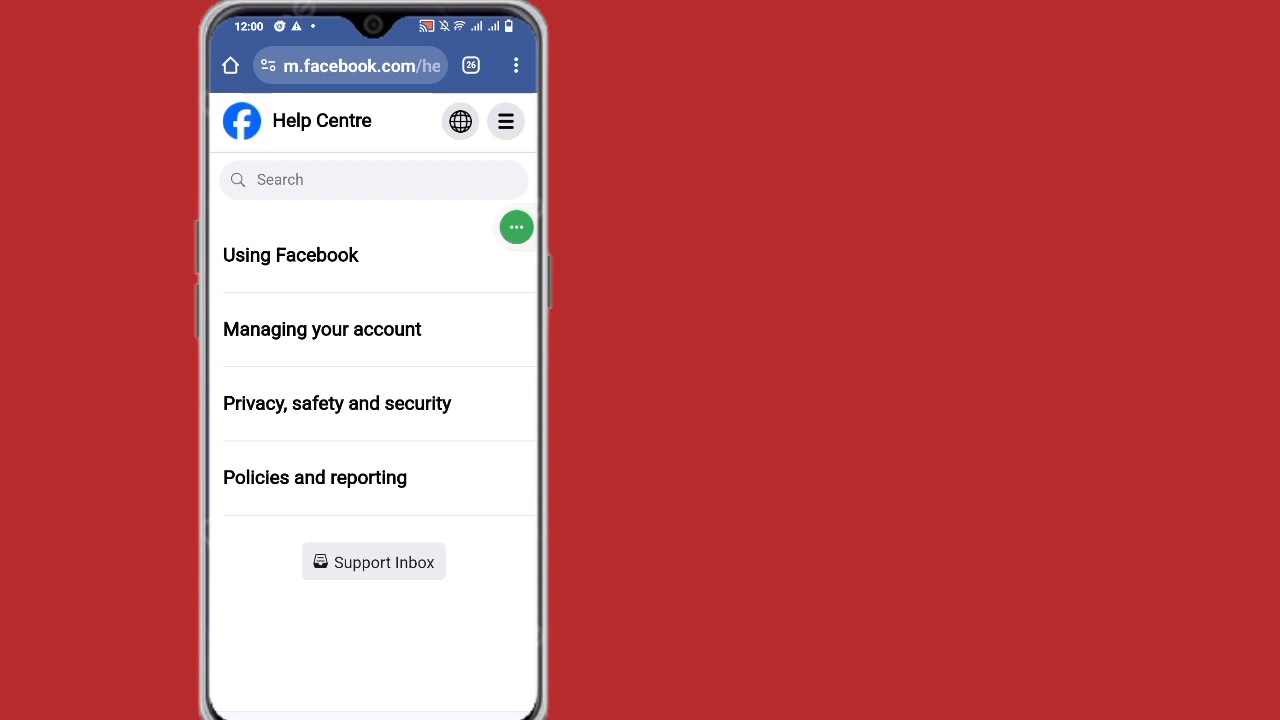 12:00
m.facebook.com/he
26
Help Centre
Search
Using Facebook
Managing your account
Privacy, safety and security
Policies and reporting
Support Inbox